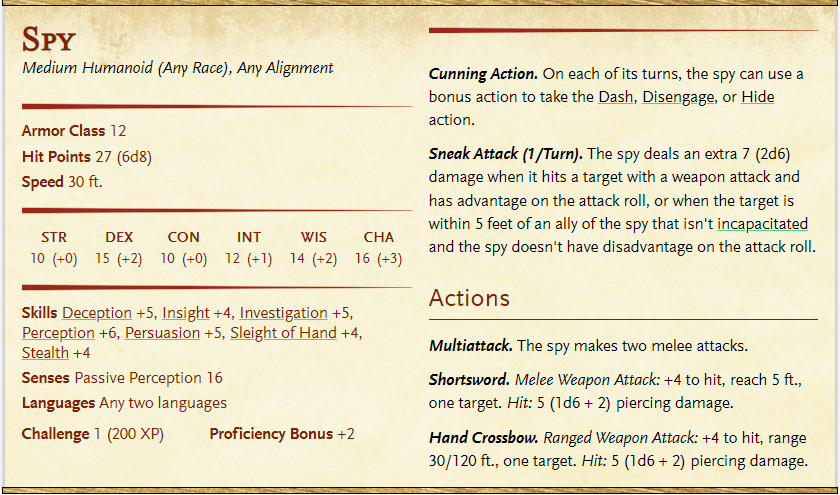 SPY
Medium Humanoid (Any Race), Any Alignment
Armor Class 12
Hit Points 27 (6d8)
Speed 30 ft.
STR DEX CON INT WIS CHA
10 (+0) 15 (+2) 10 (+0) 12 (+1) 14 (+2) 16 (+3)
Skills Deception +5, Insight +4, Investigation +5,
Perception +6, Persuasion +5, Sleight of Hand +4,
Stealth +4
Senses Passive Perception 16
Languages Any two languages
Challenge 1 (200 XP) Proficiency Bonus +2
Cunning Action. On each of its turns, the spy can use a
bonus action to take the Dash, Disengage, or Hide
action.
Sneak Attack (1/Turn). The spy deals an extra 7 (2d6)
damage when it hits a target with a weapon attack and
has advantage on the attack roll, or when the target is
within 5 feet of an ally of the spy that isn't incapacitated
and the spy doesn't have disadvantage on the attack roll.
Actions
Multiattack. The spy makes two melee attacks.
Shortsword. Melee Weapon Attack: +4 to hit, reach 5 ft.,
one target. Hit: 5 (1d6 + 2) piercing damage.
Hand Crossbow. Ranged Weapon Attack: +4 to hit, range
30/120 ft., one target. Hit: 5 (1d6 + 2) piercing damage.